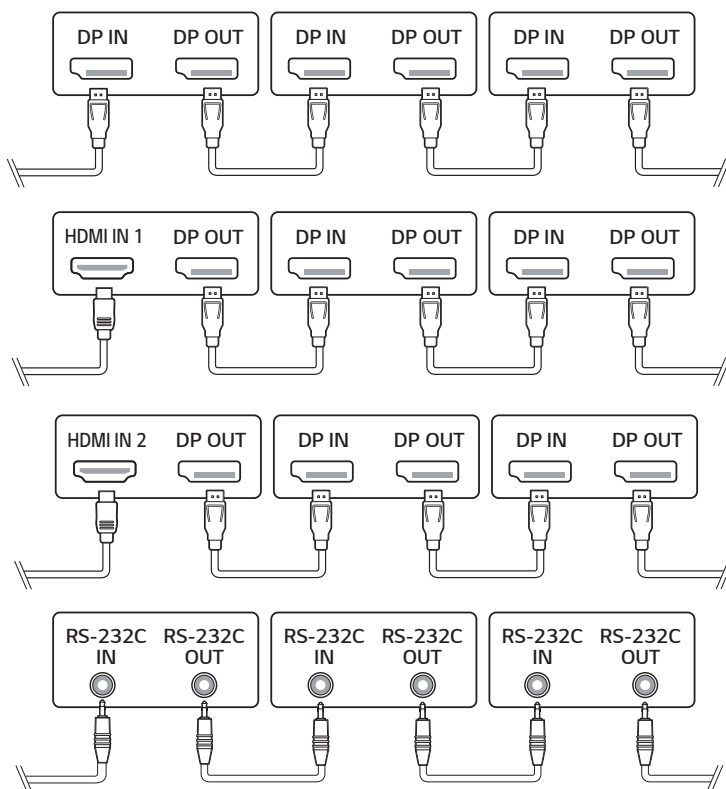 DP IN DP OUT DP IN DP OUT DP IN DP OUT
HDMI IN 1 DP OUT DP IN DP OUT DP IN DP OUT
HDMI IN 2 DP OUT DP IN DP OUT DP IN DP OUT
RS-232C RS-232C RS-232C RS-232C RS-232C RS-232C
IN OUT IN OUT IN OUT